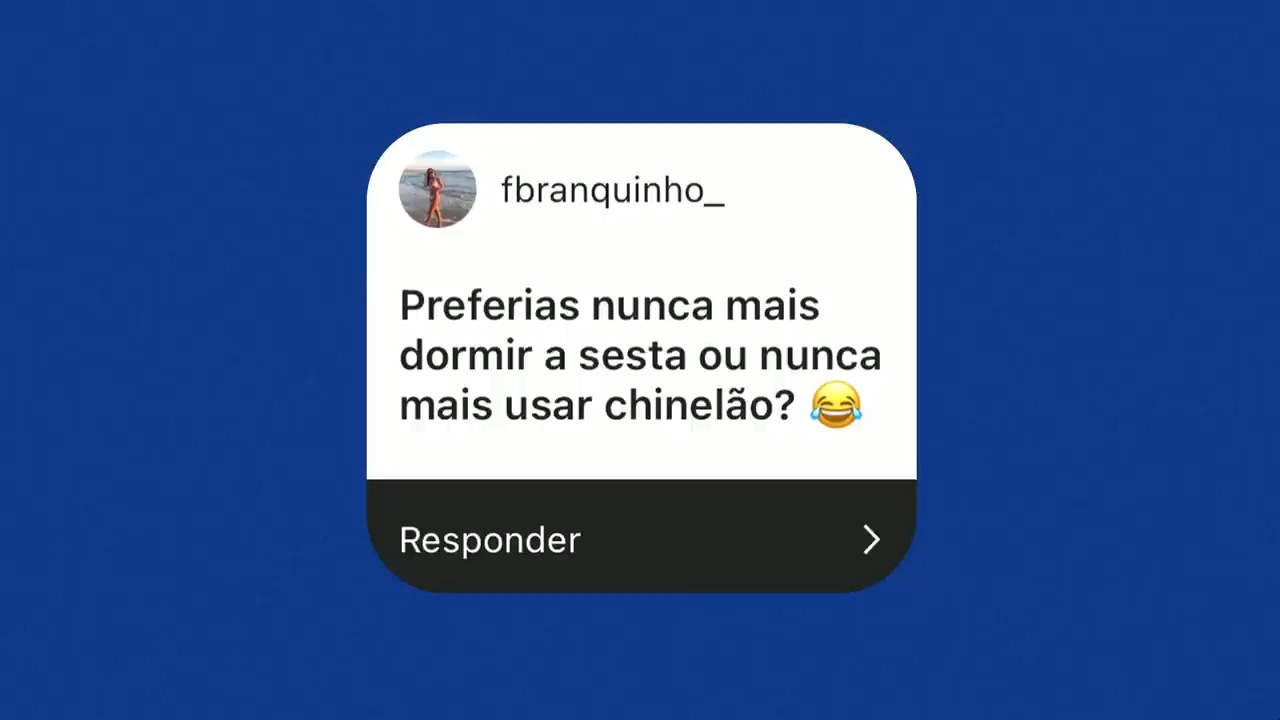 fbranquinho_
Preferias nunca mais
dormir a sesta ou nunca
mais usar chinelão? 😂
Responder